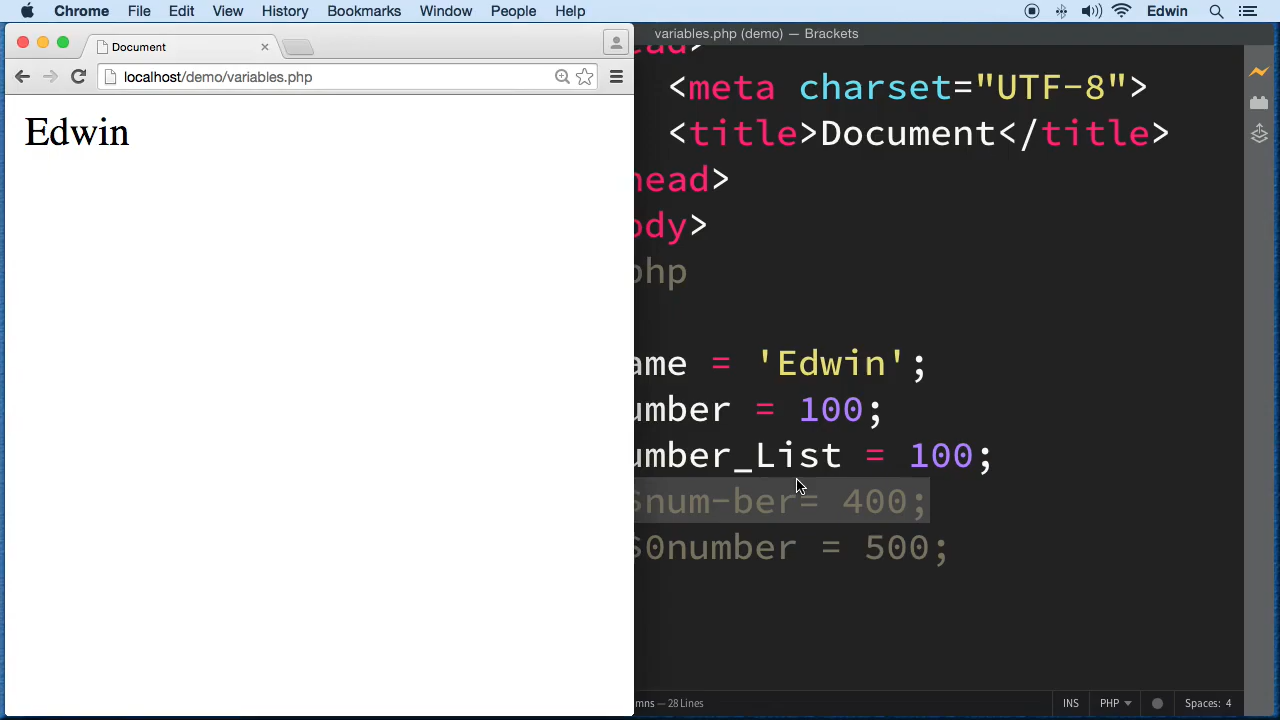 Chrome File Edit View History Bookmarks Window People Help Edwin
variables.php (demo) — Brackets
Document
localhost/demo/variables.php
Edwin
ead>
<meta charset="UTF-8">
<title>Document</title>
head>
ody>
php
ame = 'Edwin';
umber = 100;
umber_List = 100;
$num-ber= 400;
$0number = 500;
mns — 28 Lines INS PHP Spaces: 4